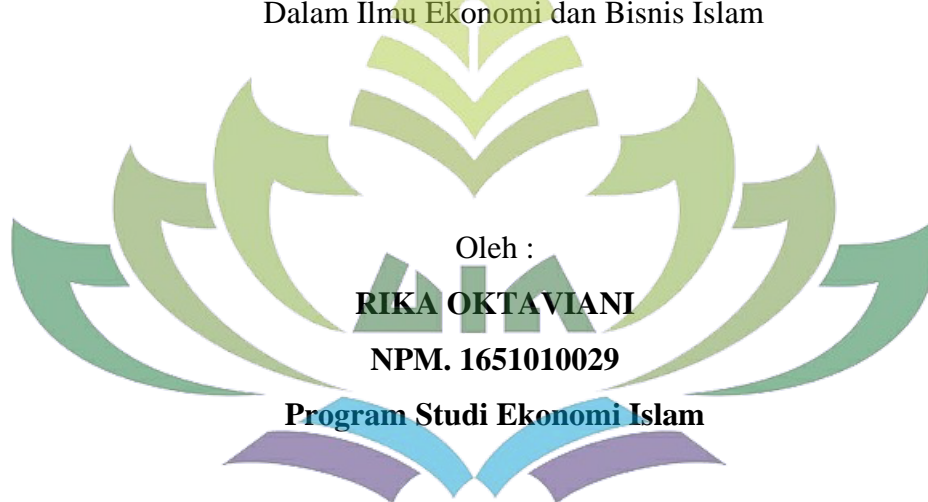 Dalam Ilmu Ekonomi dan Bisnis Islam
Oleh :
RIKA OKTAVIANI
NPM. 1651010029
Program Studi Ekonomi Islam